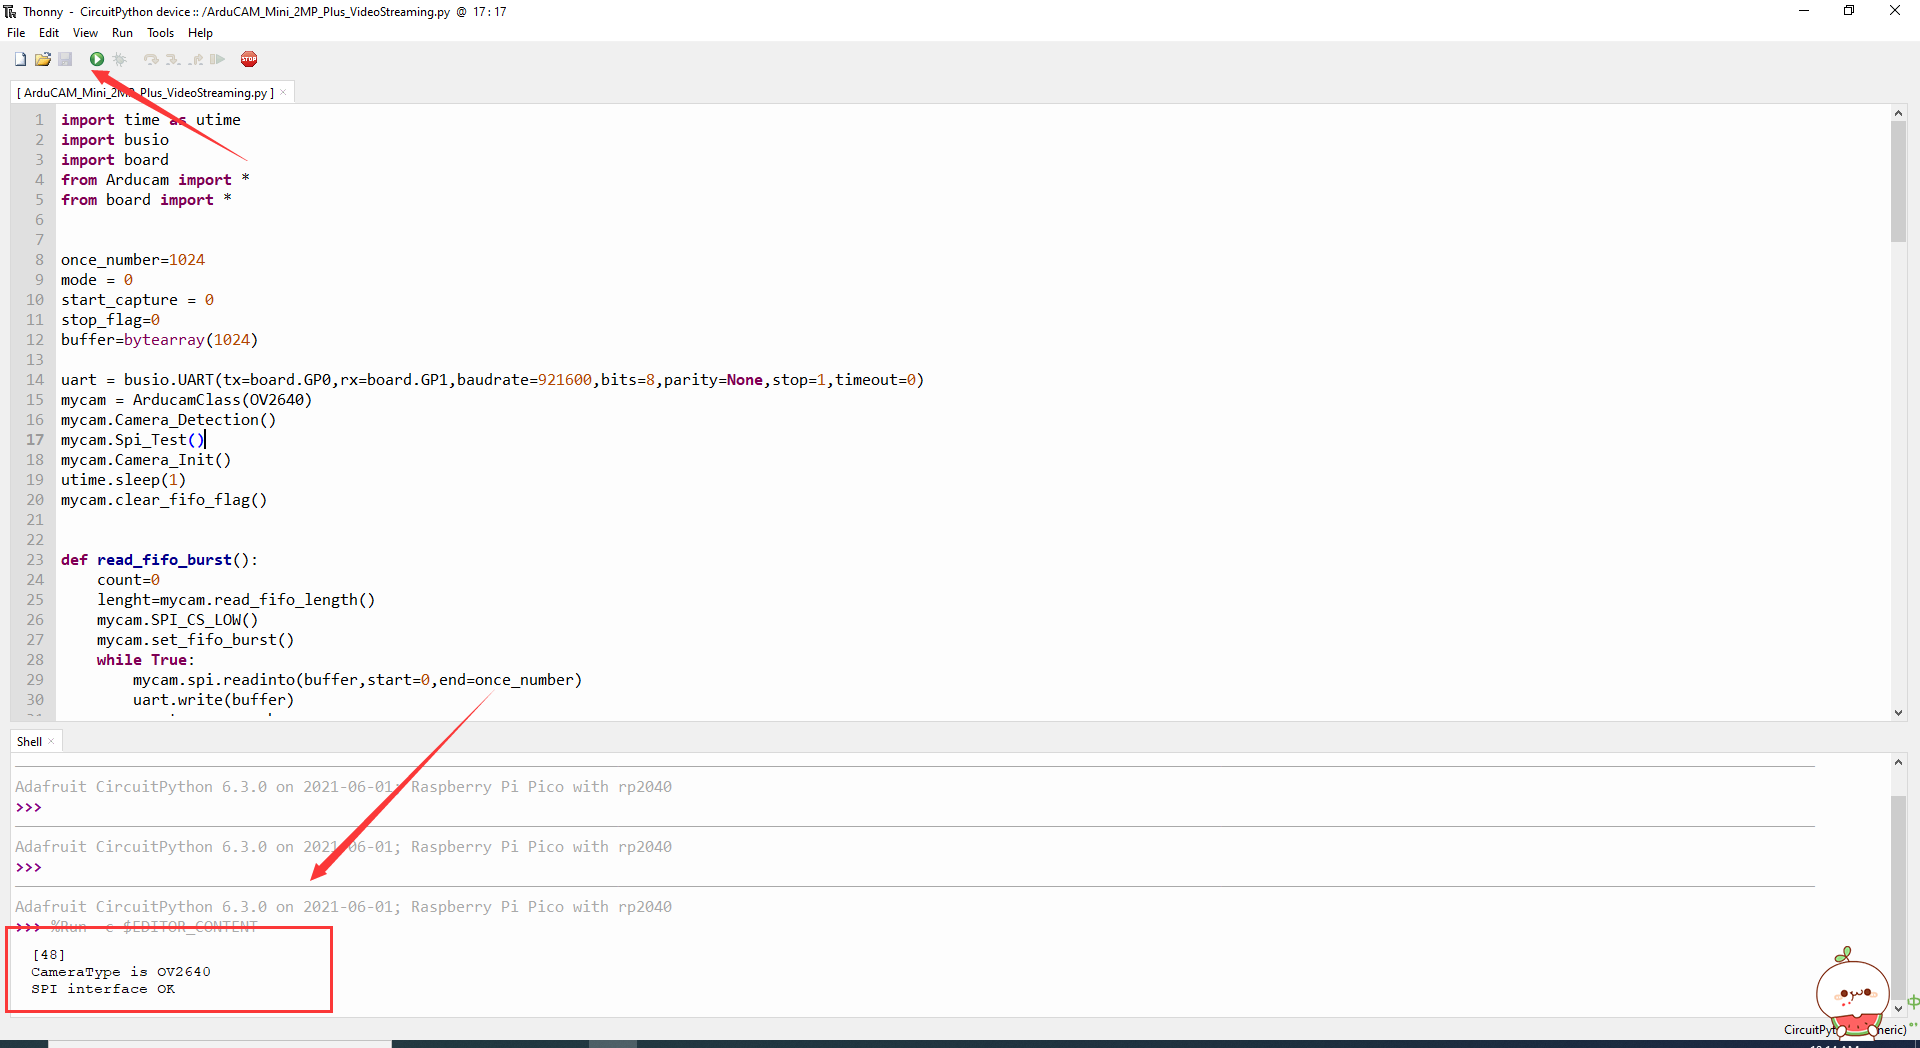 Thonny - CircuitPython device :: /ArduCAM_Mini_2MP_Plus_VideoStreaming.py @ 17:17
File Edit View Run Tools Help
STOP
[ ArduCAM_Mini_2MP_Plus_VideoStreaming.py ]
1 import time as utime
2 import busio
3 import board
4 from Arducam import *
5 from board import *
6
7
8 once_number=1024
9 mode = 0
10 start_capture = 0
11 stop_flag=0
12 buffer=bytearray(1024)
13
14 uart = busio.UART(tx=board.GP0,rx=board.GP1,baudrate=921600,bits=8,parity=None,stop=1,timeout=0)
15 mycam = ArducamClass(OV2640)
16 mycam.Camera_Detection()
17 mycam.Spi_Test()
18 mycam.Camera_Init()
19 utime.sleep(1)
20 mycam.clear_fifo_flag()
21
22
23 def read_fifo_burst():
24 count=0
25 lenght=mycam.read_fifo_length()
26 mycam.SPI_CS_LOW()
27 mycam.set_fifo_burst()
28 while True:
29 mycam.spi.readinto(buffer,start=0,end=once_number)
30 uart.write(buffer)
Shell
Adafruit CircuitPython 6.3.0 on 2021-06-01; Raspberry Pi Pico with rp2040
>>>
Adafruit CircuitPython 6.3.0 on 2021-06-01; Raspberry Pi Pico with rp2040
>>>
Adafruit CircuitPython 6.3.0 on 2021-06-01; Raspberry Pi Pico with rp2040
>>> %Run -c $EDITOR_CONTENT
[48]
CameraType is OV2640
SPI interface OK
中